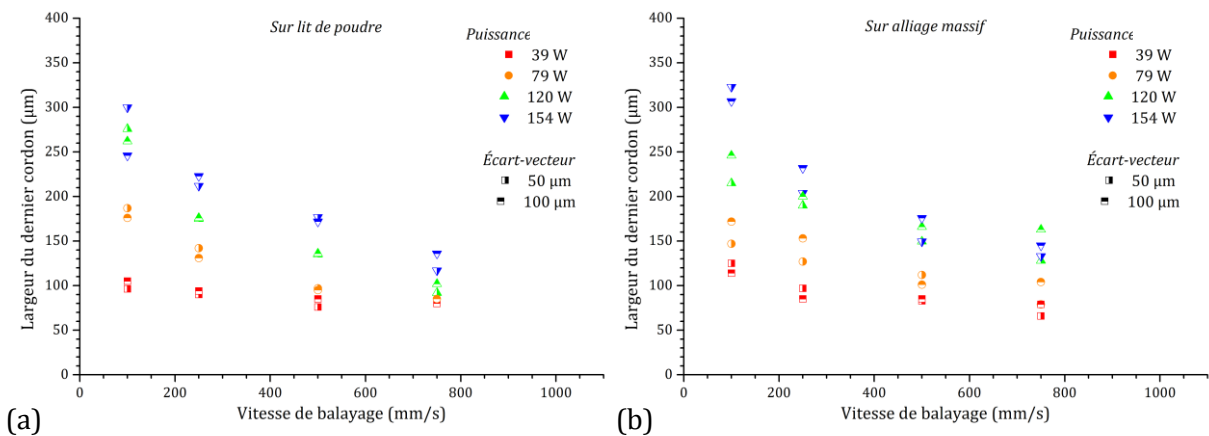 Sur lit de poudre
Puissance
39 W
79 W
120 W
154 W
Écart-vecteur
50 µm
100 µm
Largeur du dernier cordon (µm)
400
350
300
250
200
150
100
50
0
0
200
400
600
800
1000
Vitesse de balayage (mm/s)
(a)
Sur alliage massif
Puissance
39 W
79 W
120 W
154 W
Écart-vecteur
50 µm
100 µm
Largeur du dernier cordon (µm)
400
350
300
250
200
150
100
50
0
0
200
400
600
800
1000
Vitesse de balayage (mm/s)
(b)